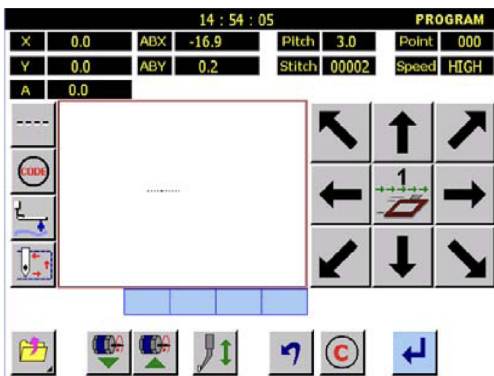 14 : 54 : 05 PROGRAM
X 0.0 ABX -16.9 Pitch 3.0 Point 000
Y 0.0 ABY 0.2 Stitch 00002 Speed HIGH
A 0.0
CODE
1
C